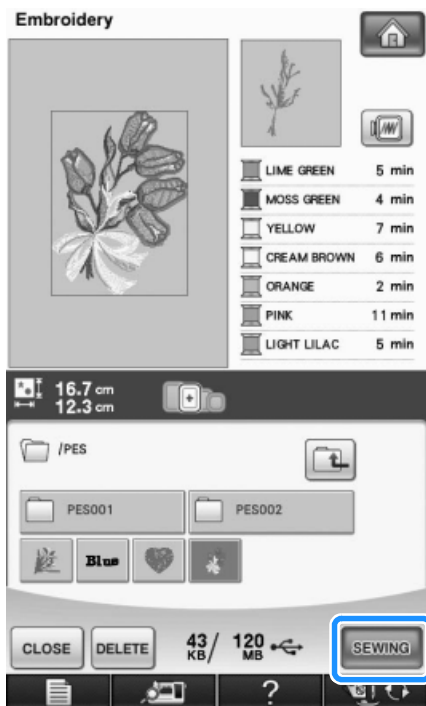 Embroidery
LIME GREEN 5 min
MOSS GREEN 4 min
YELLOW 7 min
CREAM BROWN 6 min
ORANGE 2 min
PINK 11 min
LIGHT LILAC 5 min
16.7 cm
12.3 cm
/PES
PES001 PES002
Blue
CLOSE DELETE 43 KB/ 120 MB SEWING
?